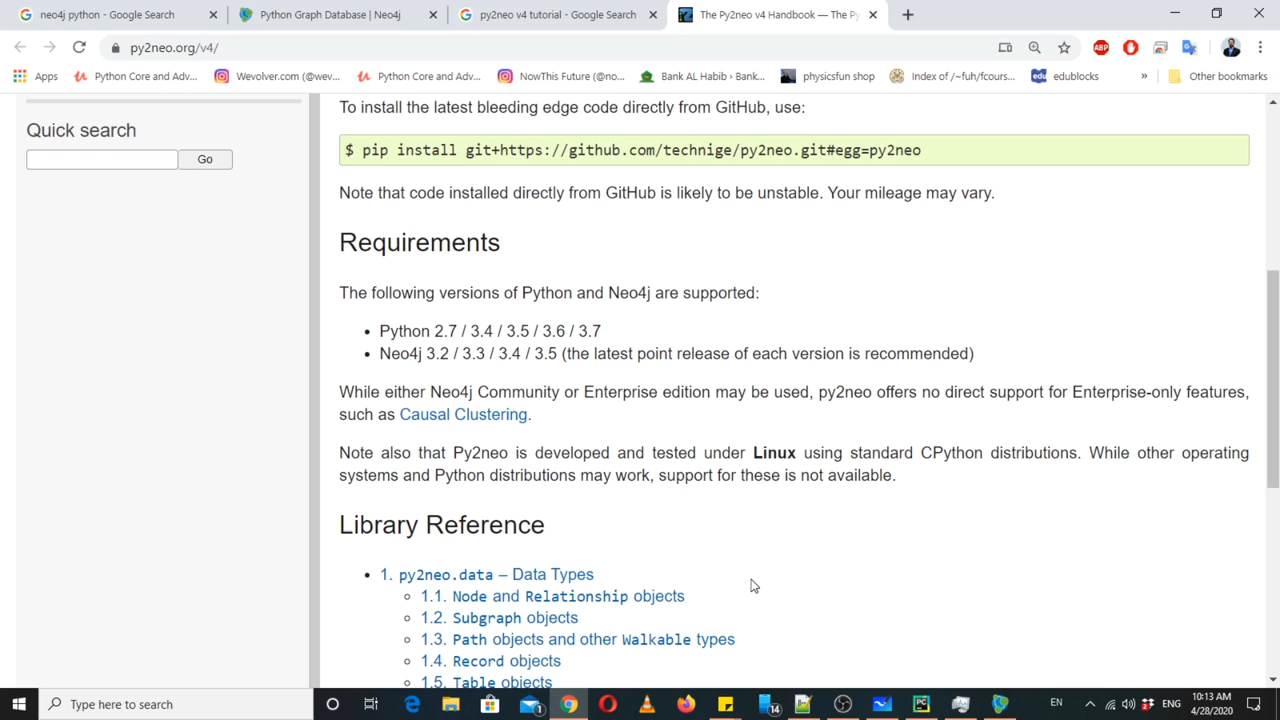 neo4j python - Google Search
Python Graph Database | Neo4j
py2neo v4 tutorial - Google Search
The Py2neo v4 Handbook — The Py
py2neo.org/v4/
Apps
Python Core and Adv...
Wevolver.com (@wev...
Python Core and Adv...
NowThis Future (@no...
Bank AL Habib › Bank...
physicsfun shop
Index of /~fuh/fcours...
edublocks
»
Other bookmarks
Quick search
Go
To install the latest bleeding edge code directly from GitHub, use:
$ pip install git+https://github.com/technige/py2neo.git#egg=py2neo
Note that code installed directly from GitHub is likely to be unstable. Your mileage may vary.
Requirements
The following versions of Python and Neo4j are supported:
• Python 2.7 / 3.4 / 3.5 / 3.6 / 3.7
• Neo4j 3.2 / 3.3 / 3.4 / 3.5 (the latest point release of each version is recommended)
While either Neo4j Community or Enterprise edition may be used, py2neo offers no direct support for Enterprise-only features,
such as Causal Clustering.
Note also that Py2neo is developed and tested under Linux using standard CPython distributions. While other operating
systems and Python distributions may work, support for these is not available.
Library Reference
• 1. py2neo.data – Data Types
1.1. Node and Relationship objects
1.2. Subgraph objects
1.3. Path objects and other Walkable types
1.4. Record objects
1.5. Table objects
Type here to search
EN
ENG
10:13 AM
4/28/2020